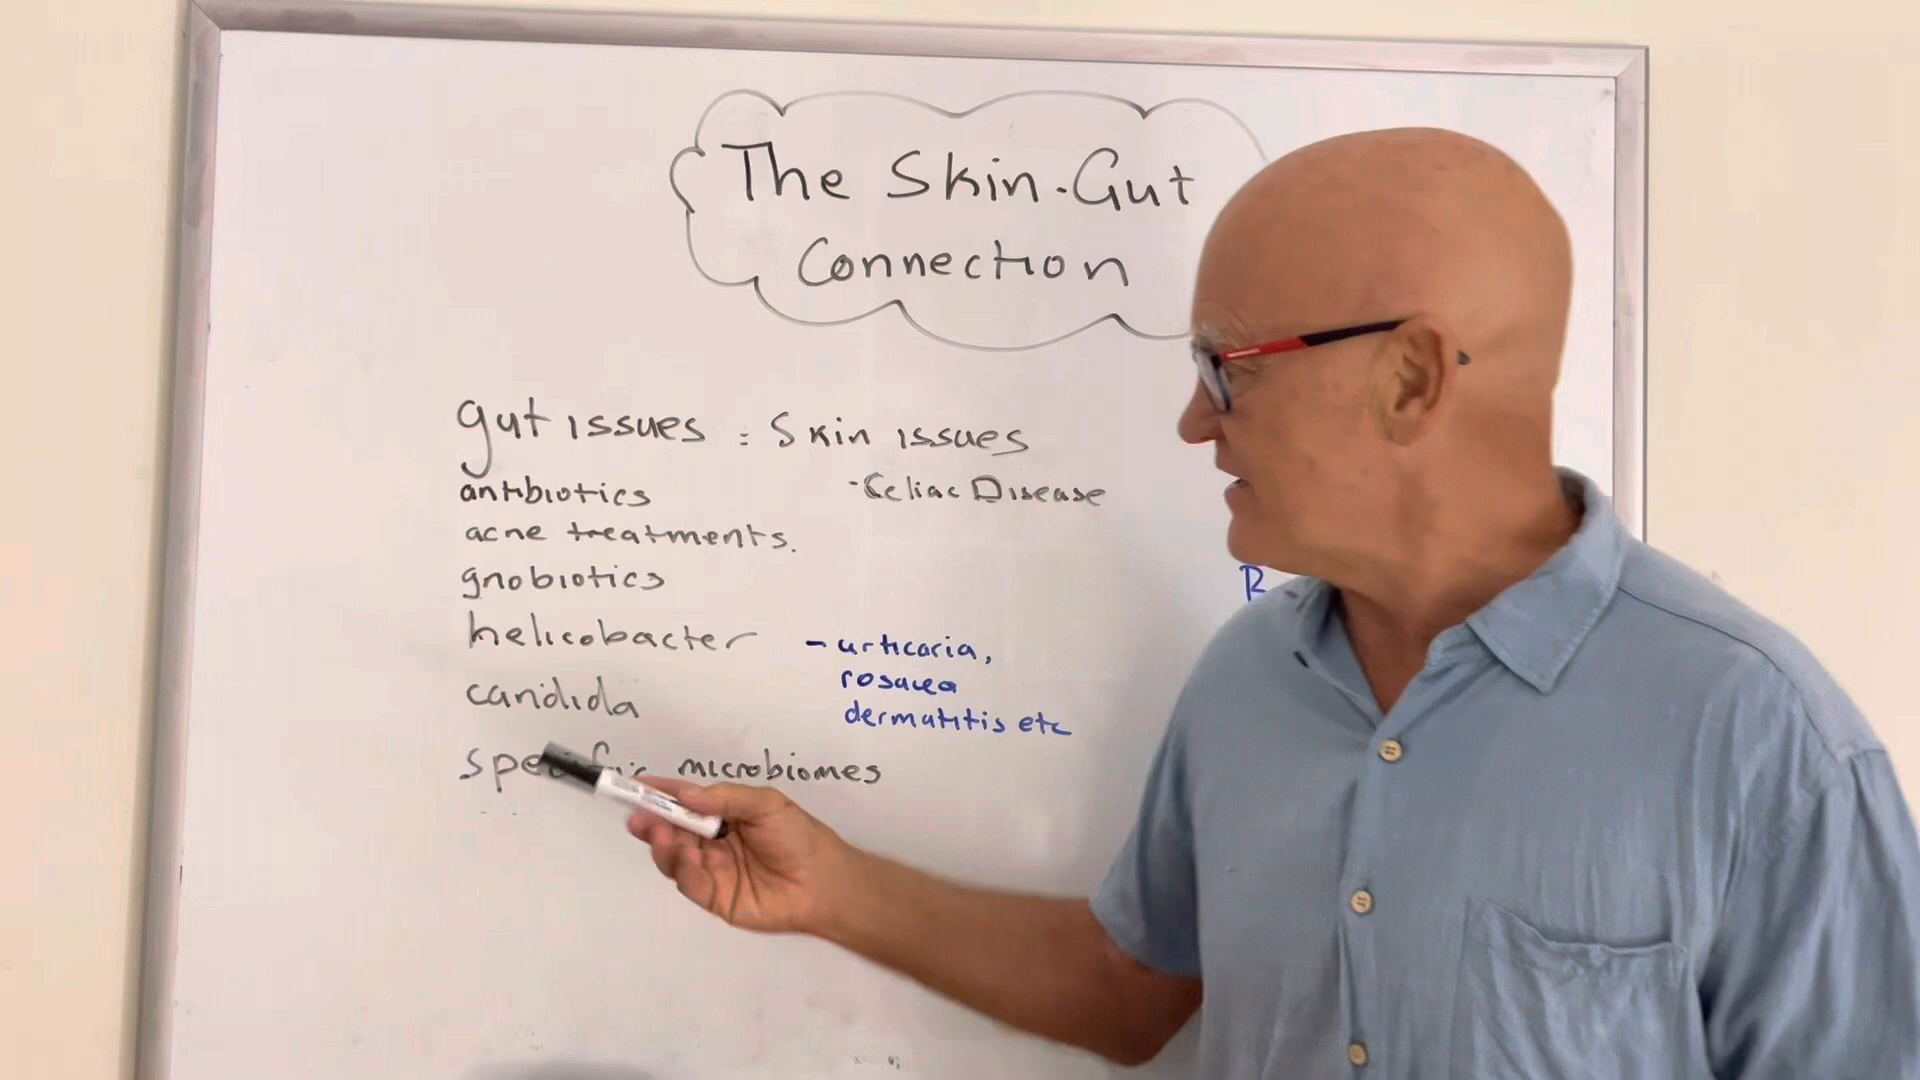 The Skin-Gut
Connection
gut issues : Skin issues
antibiotics
- Celiac Disease
acne treatments.
gnobiotics
helicobacter - urticaria,
rosacea
candida
dermatitis etc
specific microbiomes